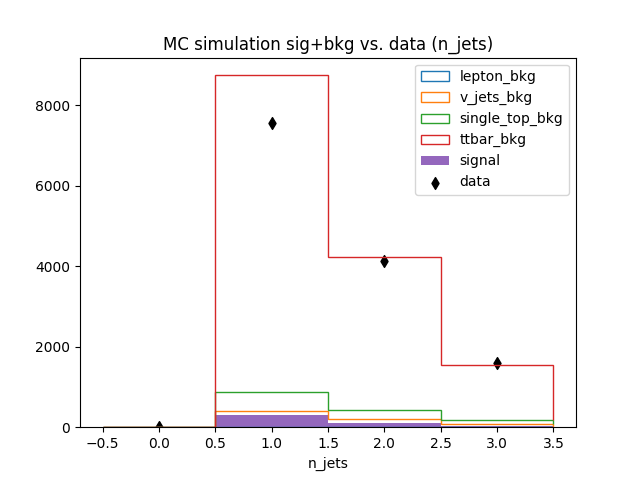 MC simulation sig+bkg vs. data (n_jets)
lepton_bkg
v_jets_bkg
single_top_bkg
ttbar_bkg
signal
data
8000
6000
4000
2000
0
−0.5 0.0 0.5 1.0 1.5 2.0 2.5 3.0 3.5
n_jets